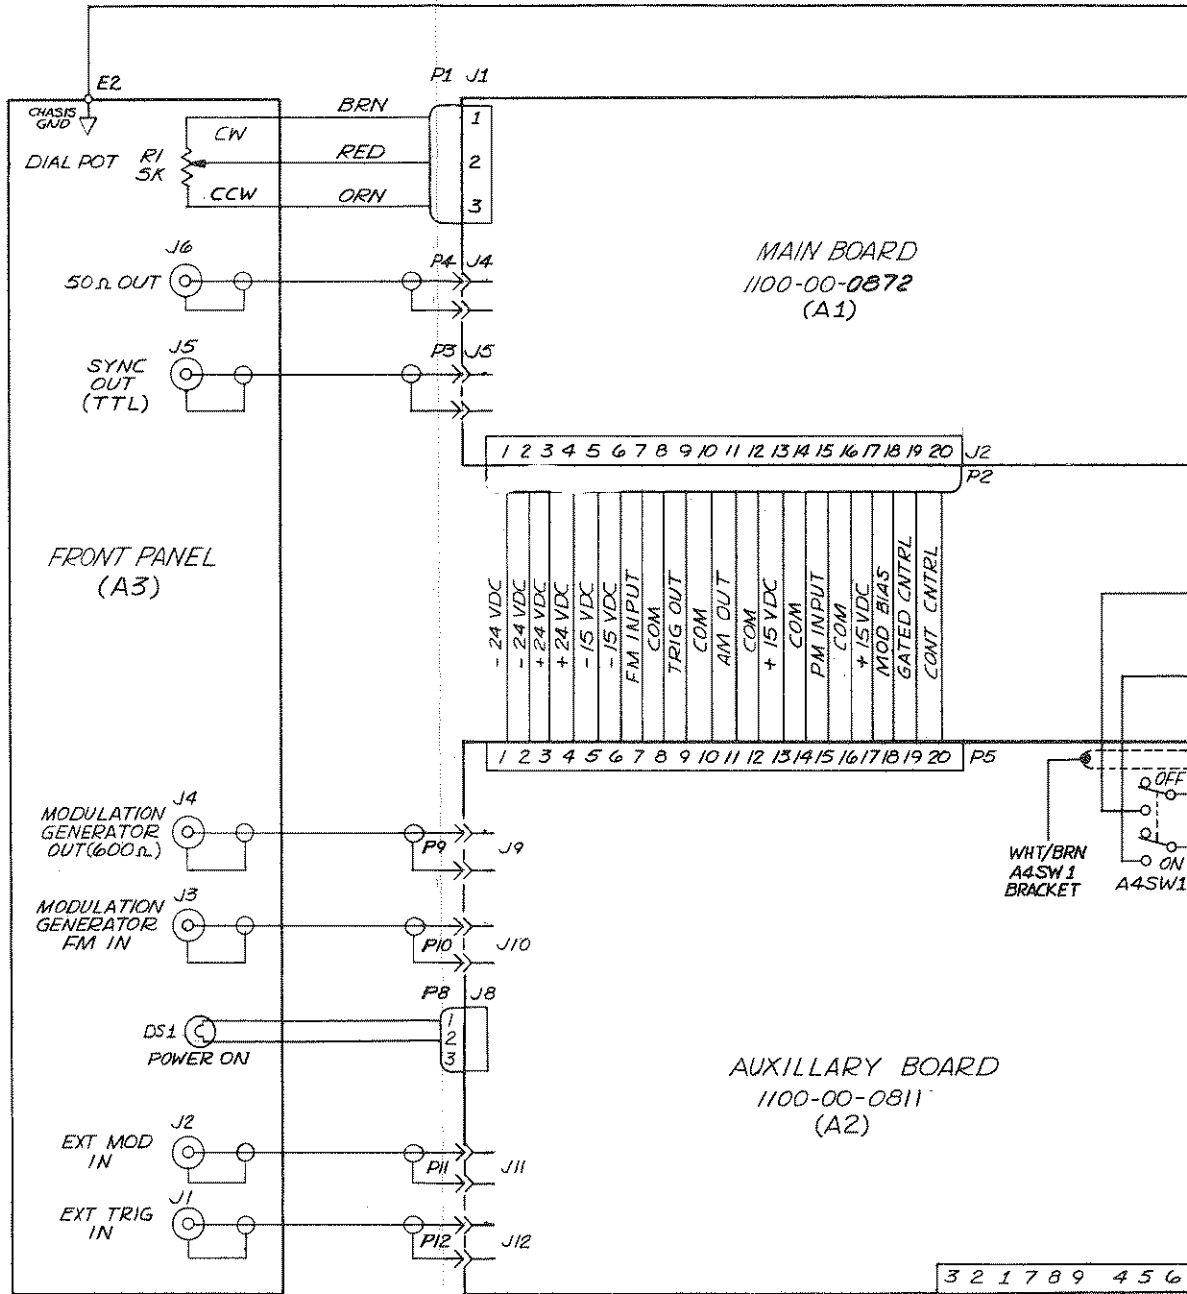 E2
P1 J1
CHASIS
GND
DIAL POT
R1
5K
CW
CCW
BRN
RED
ORN
1
2
3
MAIN BOARD
1100-00-0872
(A1)
J6
50Ω OUT
P4 J4
J5
SYNC
OUT
(TTL)
P3 J5
1 2 3 4 5 6 7 8 9 10 11 12 13 14 15 16 17 18 19 20 J2
P2
FRONT PANEL
(A3)
- 24 VDC
- 24 VDC
+ 24 VDC
+ 24 VDC
- 15 VDC
- 15 VDC
FM INPUT
COM
TRIG OUT
COM
AM OUT
COM
+ 15 VDC
COM
PM INPUT
COM
+ 15 VDC
MOD BIAS
GATED CNTRL
CONT CNTRL
1 2 3 4 5 6 7 8 9 10 11 12 13 14 15 16 17 18 19 20 P5
OFF
ON
A4SW1
WHT/BRN
A4SW1
BRACKET
J4
MODULATION
GENERATOR
OUT(600Ω)
P9 J9
J3
MODULATION
GENERATOR
FM IN
P10 J10
P8 J8
1
2
3
DS1
POWER ON
AUXILLARY BOARD
1100-00-0811
(A2)
J2
EXT MOD
IN
P11 J11
J1
EXT TRIG
IN
P12 J12
3 2 1 7 8 9 4 5 6